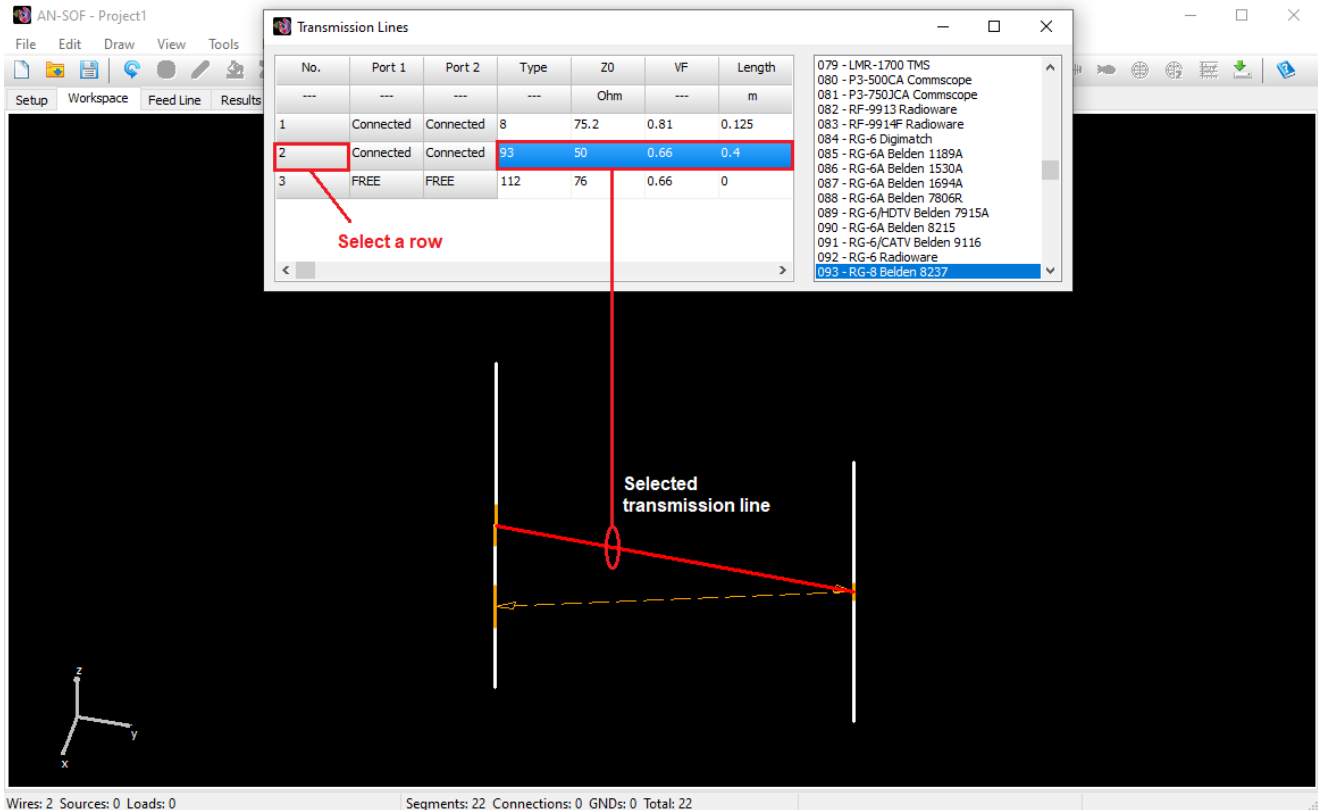 AN-SOF - Project1
File Edit Draw View Tools
Setup Workspace Feed Line Results
Transmission Lines
No. Port 1 Port 2 Type Z0 VF Length
--- --- --- --- Ohm --- m
1 Connected Connected 8 75.2 0.81 0.125
2 Connected Connected 93 50 0.66 0.4
3 FREE FREE 112 76 0.66 0
Select a row
079 - LMR-1700 TMS
080 - P3-500CA Commscope
081 - P3-750JCA Commscope
082 - RF-9913 Radioware
083 - RF-9914F Radioware
084 - RG-6 Digimatch
085 - RG-6A Belden 1189A
086 - RG-6A Belden 1530A
087 - RG-6A Belden 1694A
088 - RG-6A Belden 7806R
089 - RG-6/HDTV Belden 7915A
090 - RG-6A Belden 8215
091 - RG-6/CATV Belden 9116
092 - RG-6 Radioware
093 - RG-8 Belden 8237
Selected
transmission line
z
y
x
Wires: 2 Sources: 0 Loads: 0
Segments: 22 Connections: 0 GNDs: 0 Total: 22